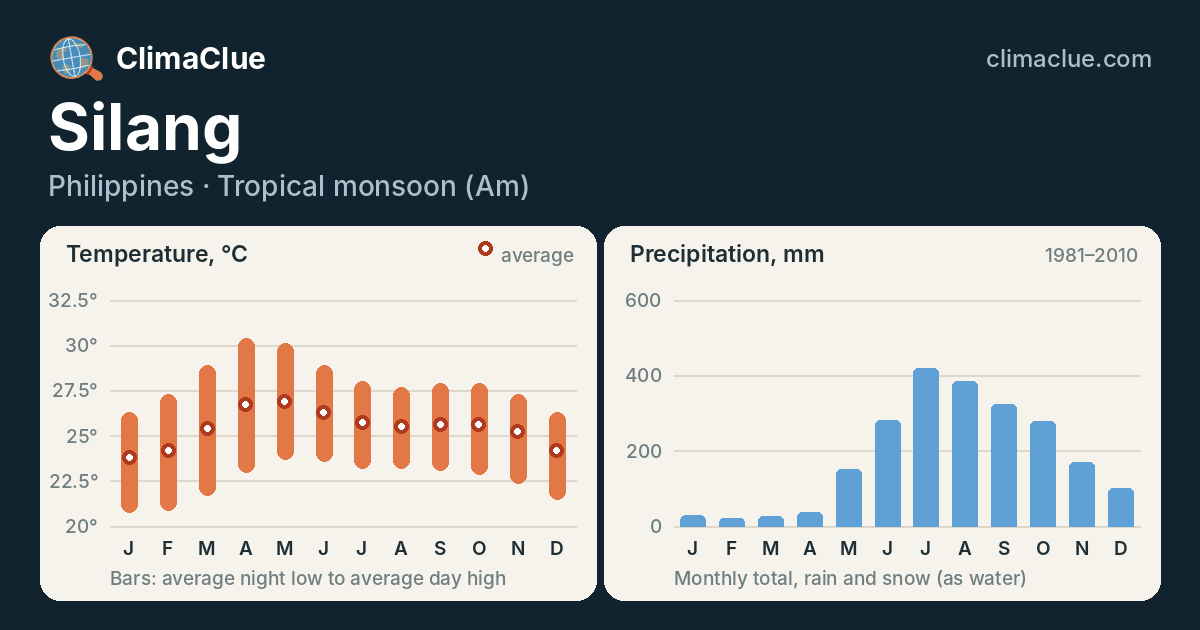 ClimaClue
climaclue.com
Silang
Philippines · Tropical monsoon (Am)
Temperature, °C
average
32.5°
30°
27.5°
25°
22.5°
20°
J F M A M J J A S O N D
Bars: average night low to average day high
Precipitation, mm
1981–2010
600
400
200
0
J F M A M J J A S O N D
Monthly total, rain and snow (as water)